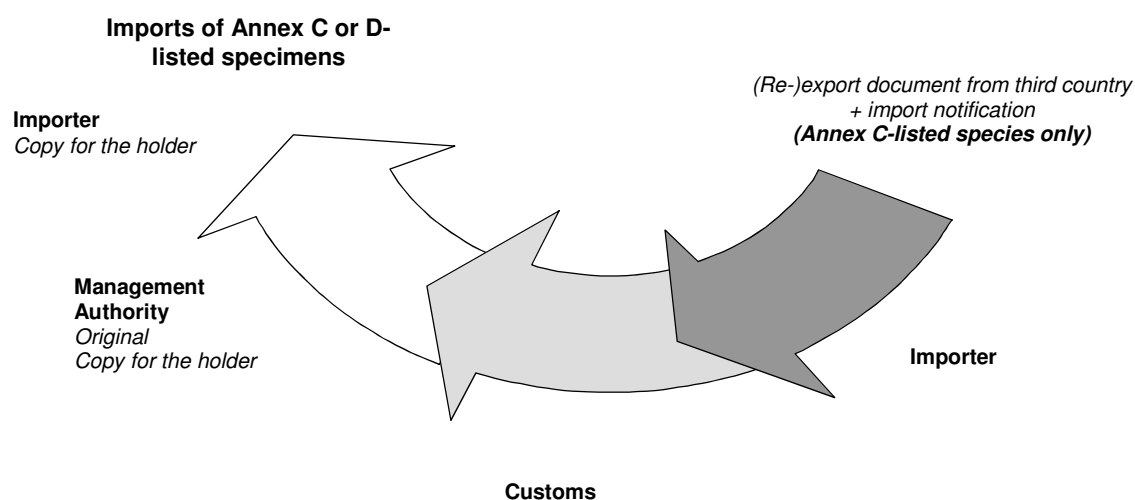 Imports of Annex C or D-
listed specimens
(Re-)export document from third country
+ import notification
(Annex C-listed species only)
Importer
Copy for the holder
Management
Authority
Original
Copy for the holder
Importer
Customs